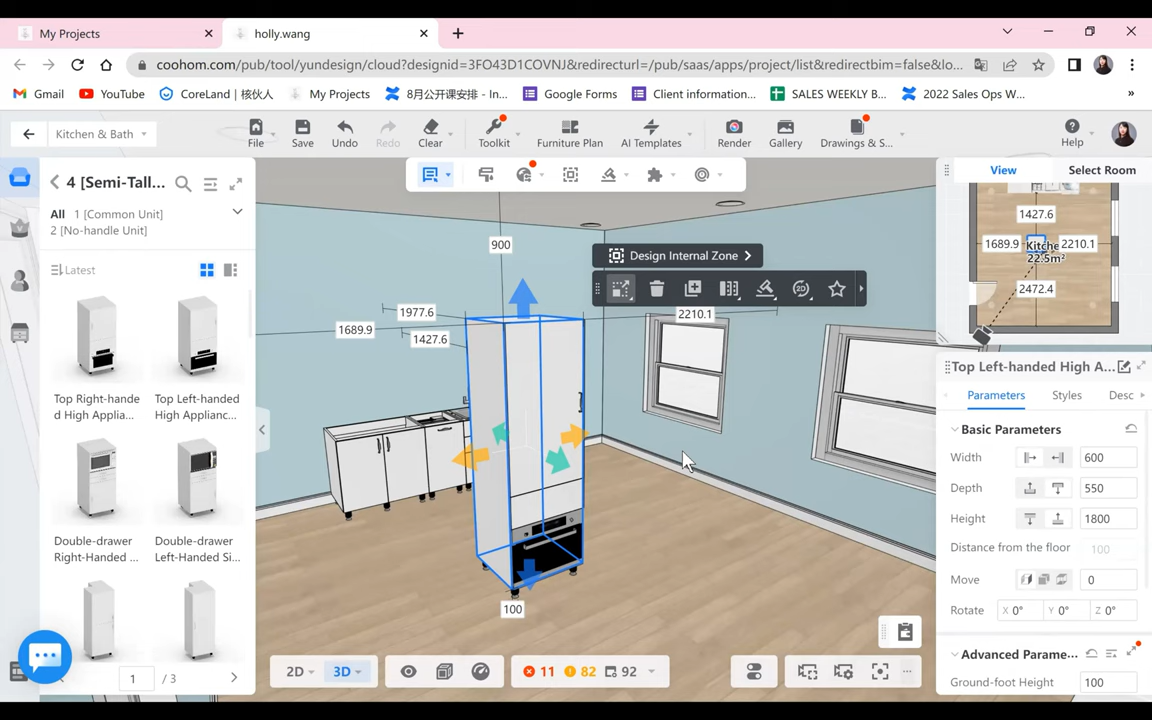 My Projects
holly.wang
coohom.com/pub/tool/yundesign/cloud?designid=3FO43D1COVNJ&redirecturl=/pub/saas/apps/project/list&redirectbim=false&lo...
Gmail YouTube CoreLand | 核伙人 My Projects 8月公开课安排 - In... Google Forms Client informationa... SALES WEEKLY B... 2022 Sales Ops W...
Kitchen & Bath
File Save Undo Redo Clear Toolkit Furniture Plan AI Templates Render Gallery Drawings & S... Help
4 [Semi-Tall...
All 1 [Common Unit]
2 [No-handle Unit]
Latest
Top Right-hande
d High Applia...
Top Left-handed
High Applianc...
Double-drawer
Right-Handed ...
Double-drawer
Left-Handed Si...
1 / 3
900
Design Internal Zone
2D
1977.6
1689.9
1427.6
2210.1
100
2D 3D 11 82 92
View Select Room
1427.6
1689.9 Kitche 2210.1
22.5m²
2472.4
Top Left-handed High A...
Parameters Styles Desc
Basic Parameters
Width 600
Depth 550
Height 1800
Distance from the floor 100
Move 0
Rotate X 0° Y 0° Z 0°
Advanced Parame...
Ground-foot Height 100